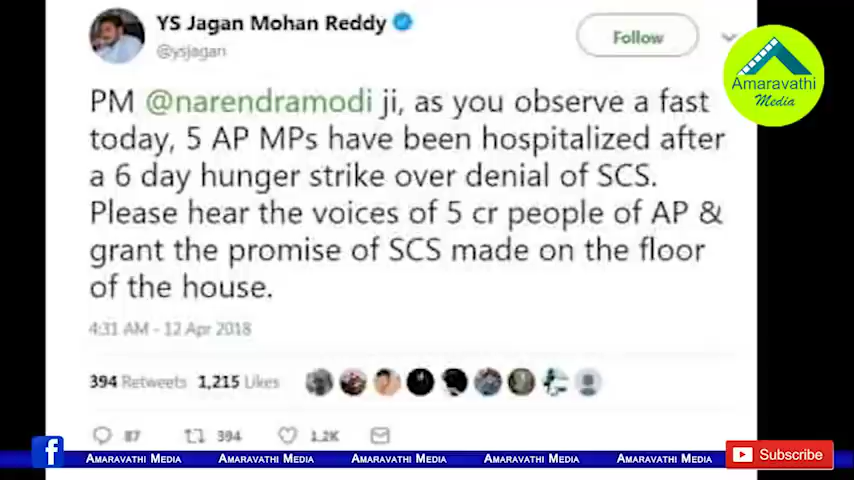 YS Jagan Mohan Reddy
@ysjagan
Follow
Amaravathi
Media
PM @narendramodi ji, as you observe a fast
today, 5 AP MPs have been hospitalized after
a 6 day hunger strike over denial of SCS.
Please hear the voices of 5 cr people of AP &
grant the promise of SCS made on the floor
of the house.
4:31 AM - 12 Apr 2018
394 Retweets 1,215 Likes
87 394 1.2K
f AMARAVATHI MEDIA AMARAVATHI MEDIA AMARAVATHI MEDIA AMARAVATHI MEDIA AMARAVATHI MEDIA Subscribe